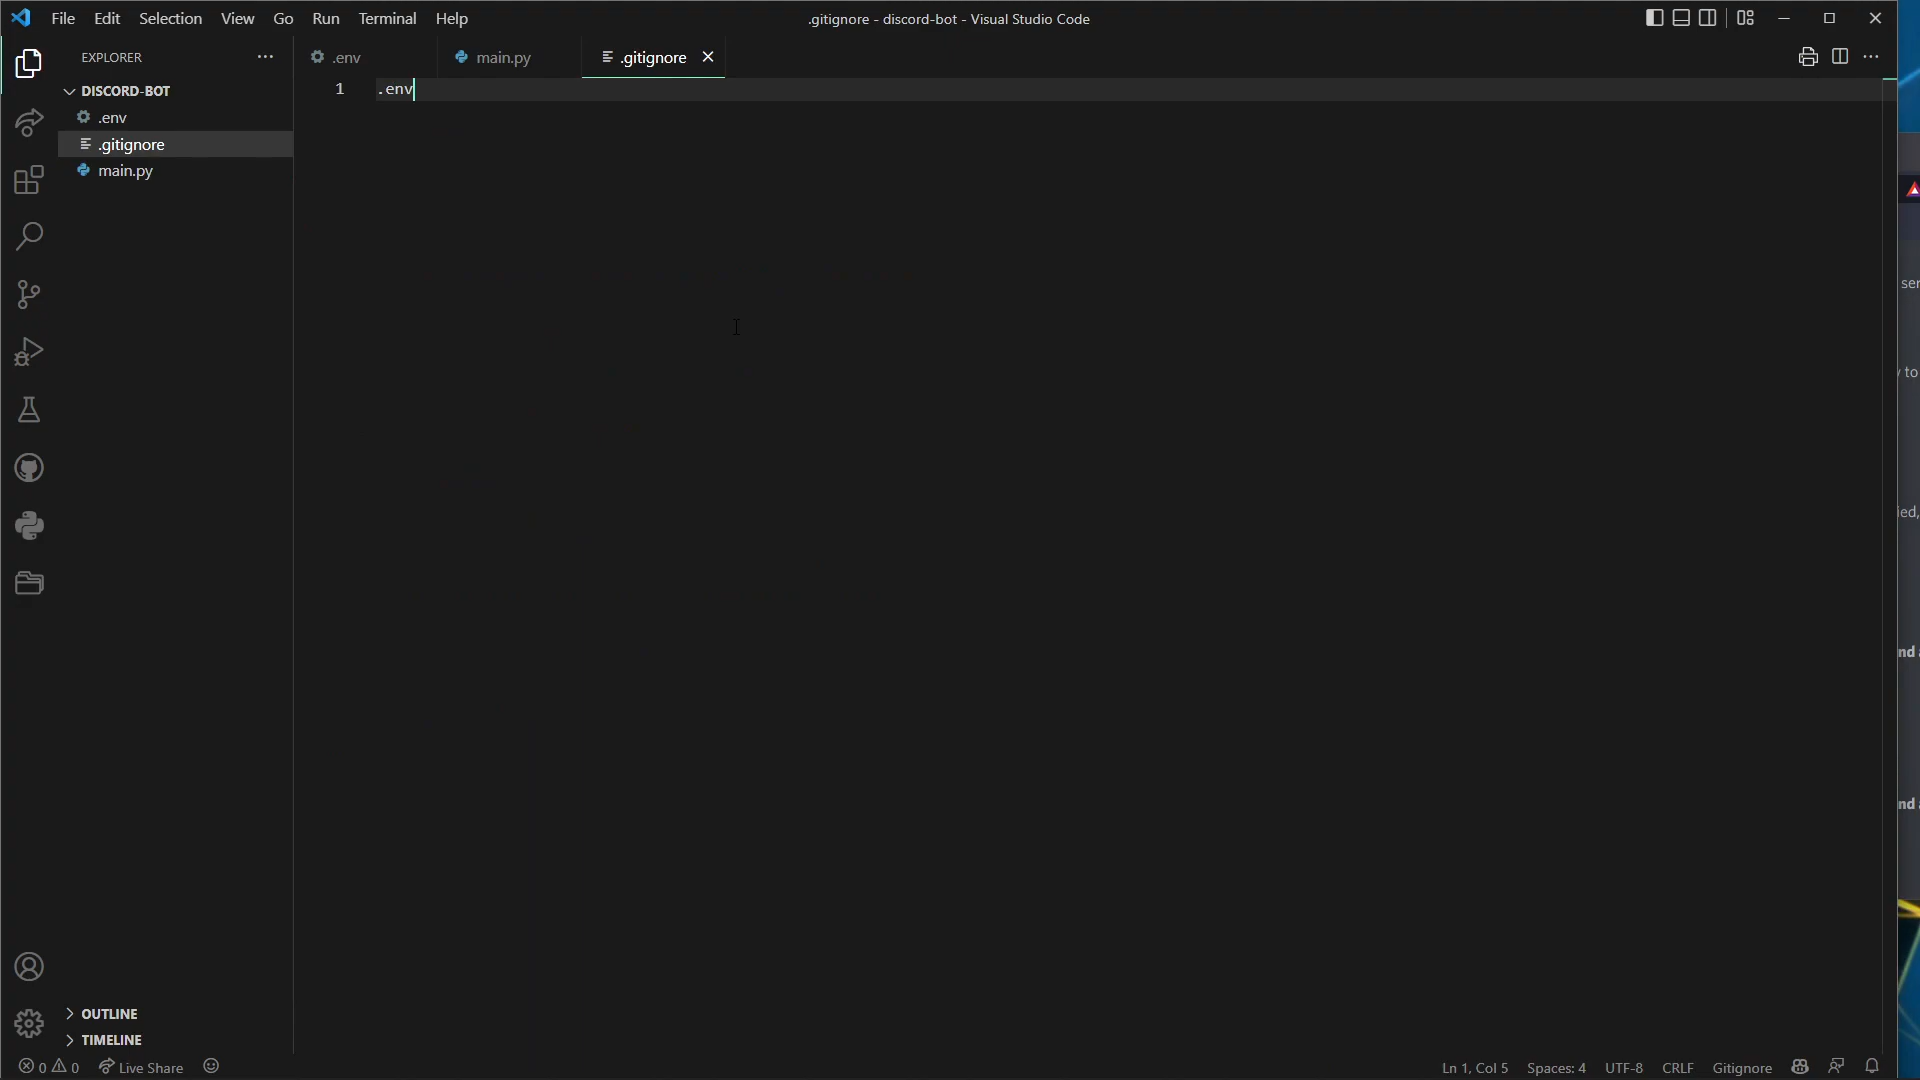 File Edit Selection View Go Run Terminal Help
.gitignore - discord-bot - Visual Studio Code
EXPLORER
.env
main.py
.gitignore
DISCORD-BOT
.env
.gitignore
main.py
1 .env
OUTLINE
TIMELINE
0 0 Live Share
Ln 1, Col 5 Spaces: 4 UTF-8 CRLF Gitignore